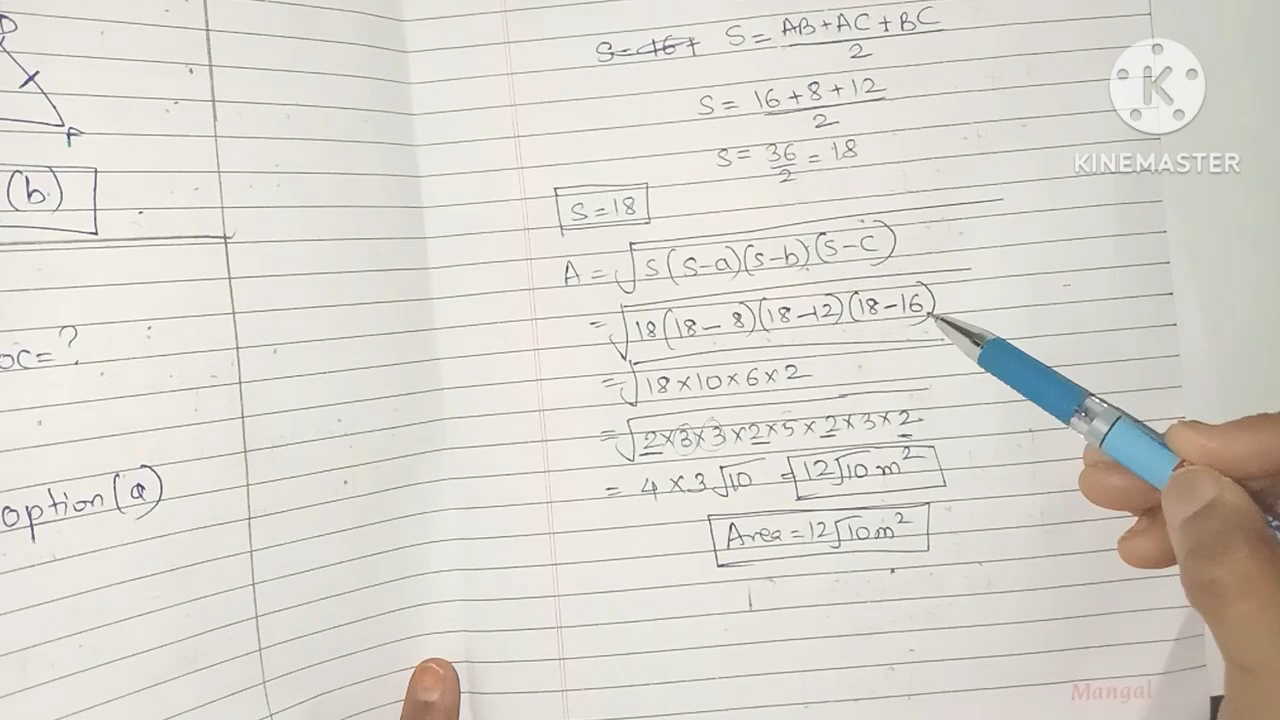 D
F
(b)
OC=?
option(a)
S=16+ S = AB+AC+BC / 2
S = 16+8+12 / 2
S = 36/2 = 18
S=18
A = √S(S-a)(S-b)(S-c)
= √18(18-8)(18-12)(18-16)
= √18×10×6×2
= √2×3×3×2×5×2×3×2
= 4×3√10 = 12√10 m²
Area = 12√10 m²
K
KINEMASTER
Mangal